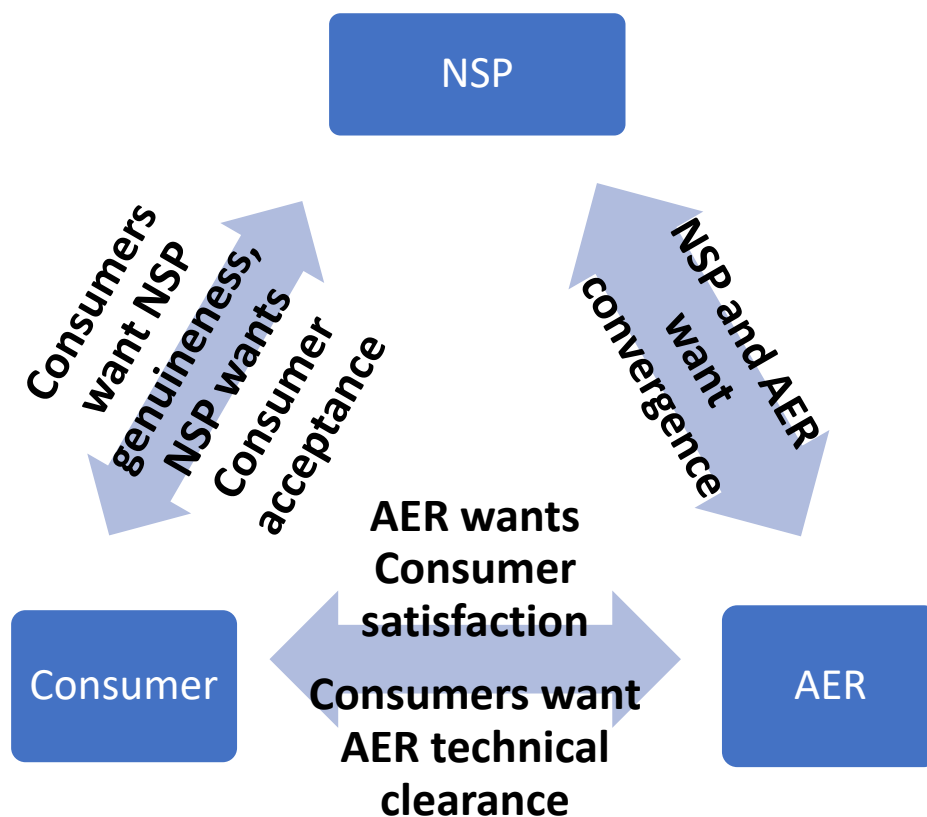 NSP
Consumers
want NSP
genuineness,
NSP wants
Consumer
acceptance
NSP and AER
want
convergence
AER wants
Consumer
satisfaction
Consumers want
AER technical
clearance
Consumer
AER